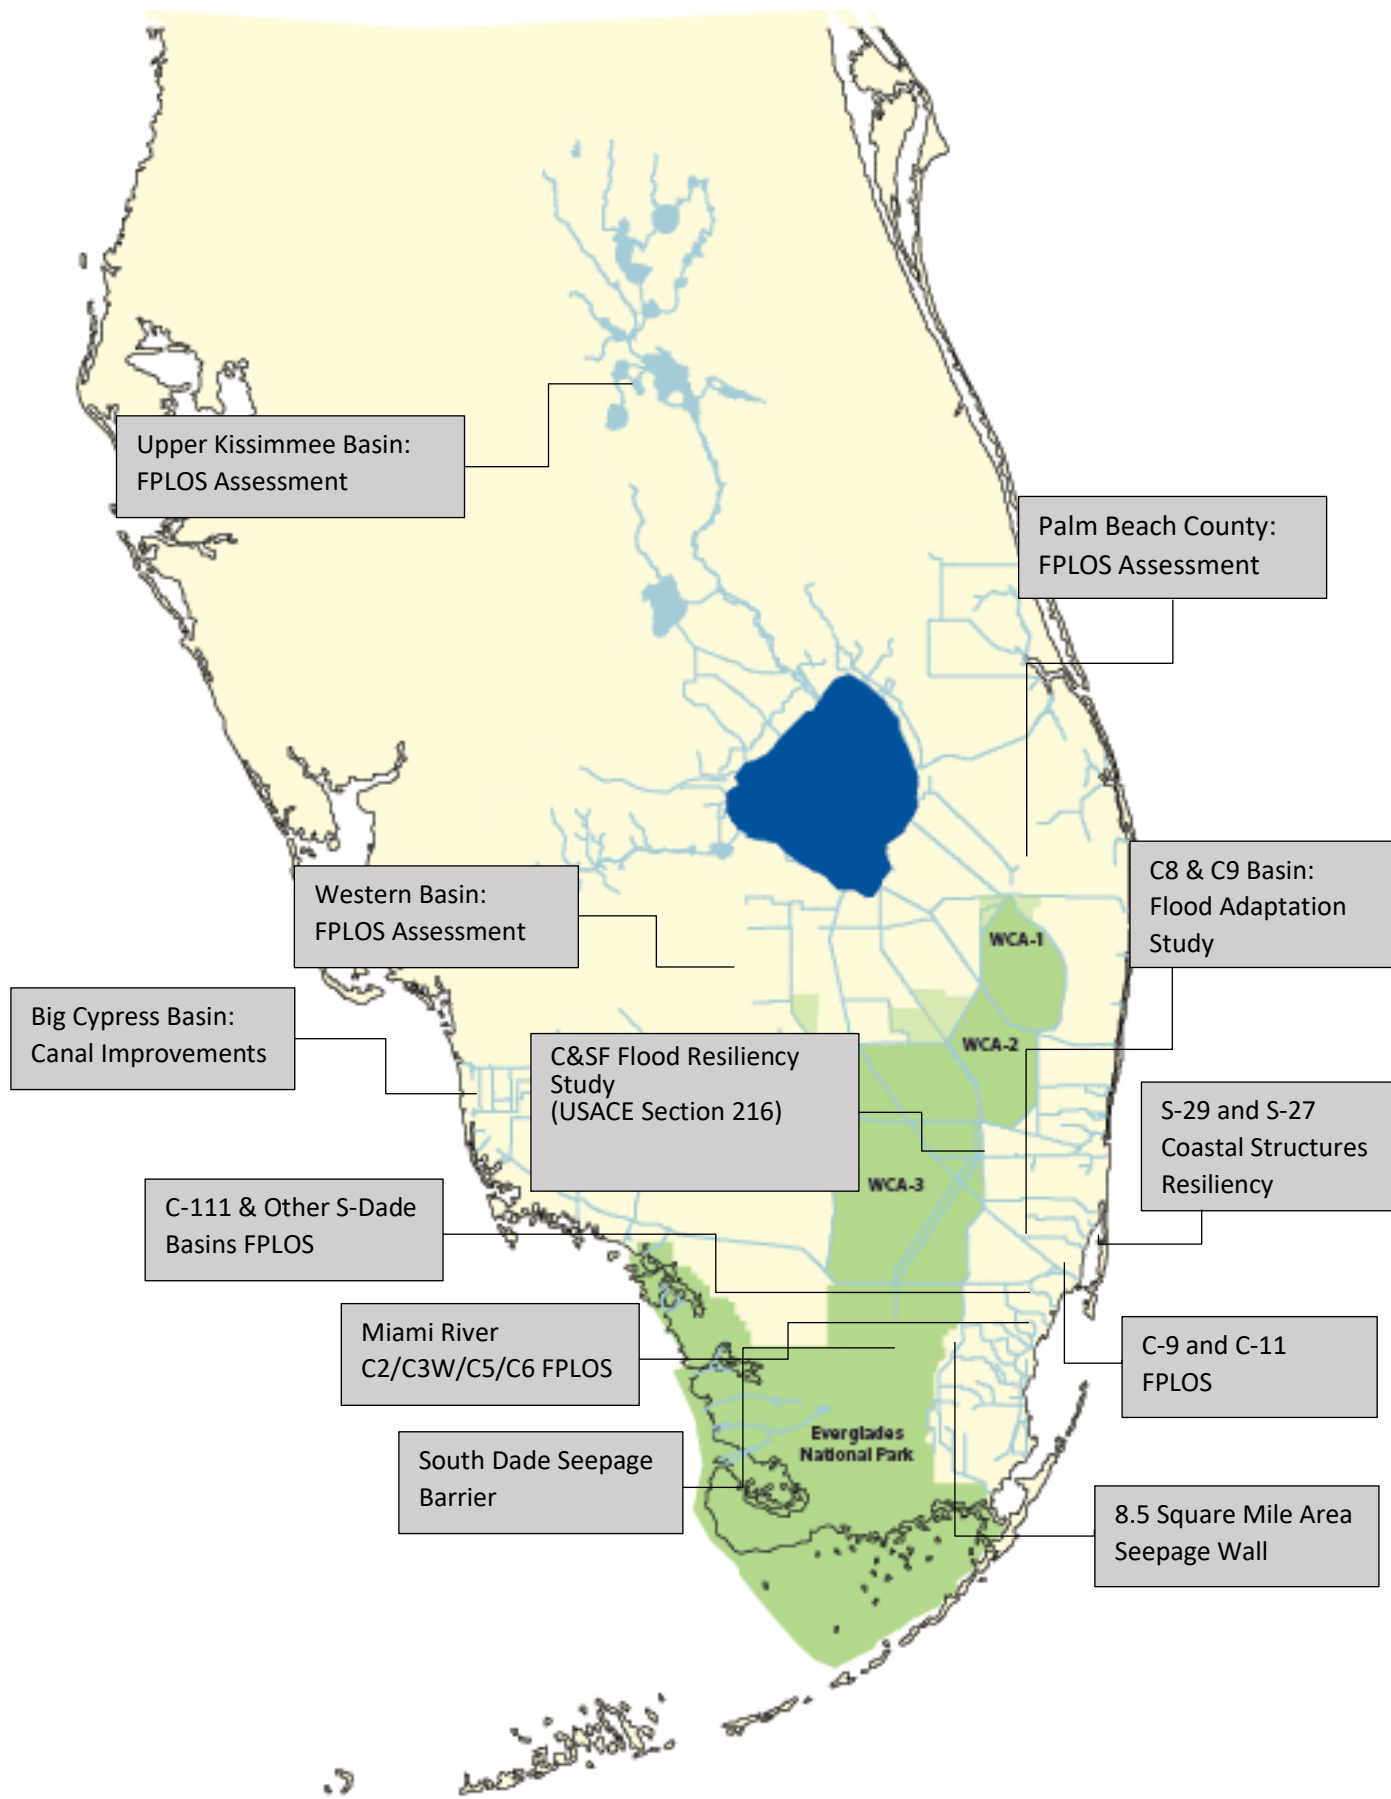 Upper Kissimmee Basin:
FPLOS Assessment
Palm Beach County:
FPLOS Assessment
C8 & C9 Basin:
Flood Adaptation
Study
Western Basin:
FPLOS Assessment
WCA-1
Big Cypress Basin:
Canal Improvements
C&SF Flood Resiliency
Study
(USACE Section 216)
WCA-2
S-29 and S-27
Coastal Structures
Resiliency
WCA-3
C-111 & Other S-Dade
Basins FPLOS
Miami River
C2/C3W/C5/C6 FPLOS
C-9 and C-11
FPLOS
Everglades
National Park
South Dade Seepage
Barrier
8.5 Square Mile Area
Seepage Wall